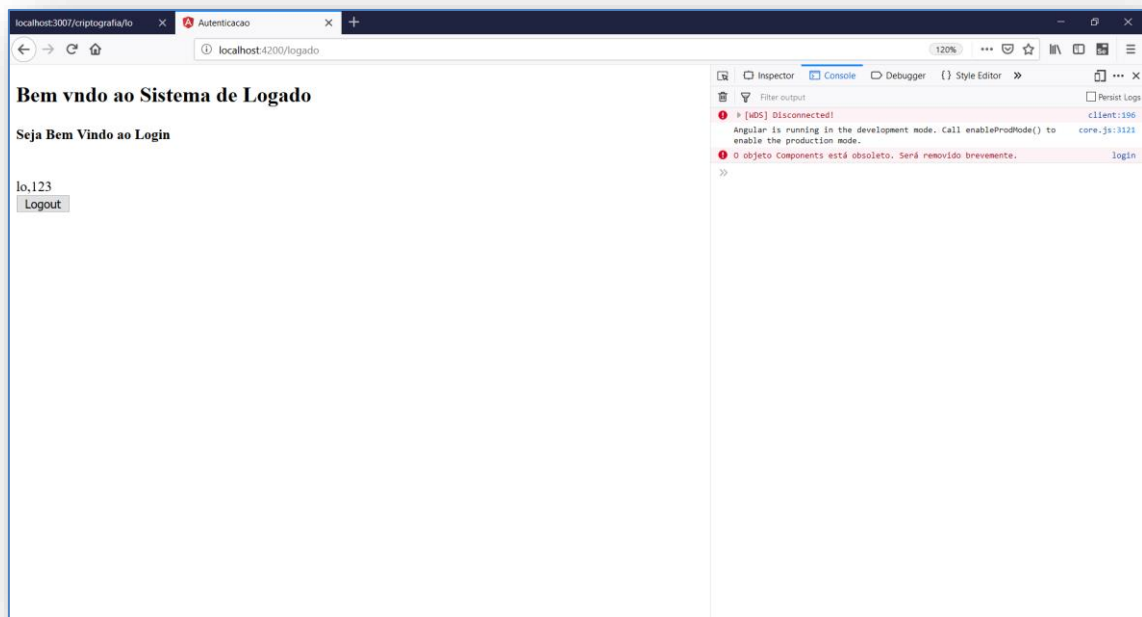 localhost:3007/criptografia/lo
Autenticacao
localhost:4200/logado
120%
Bem vndo ao Sistema de Logado
Seja Bem Vindo ao Login
lo,123
Logout
Inspector Console Debugger {} Style Editor »
Filter output
Persist Logs
[WDS] Disconnected! client:196
Angular is running in the development mode. Call enableProdMode() to core.js:3121
enable the production mode.
O objeto Components está obsoleto. Será removido brevemente. login
»